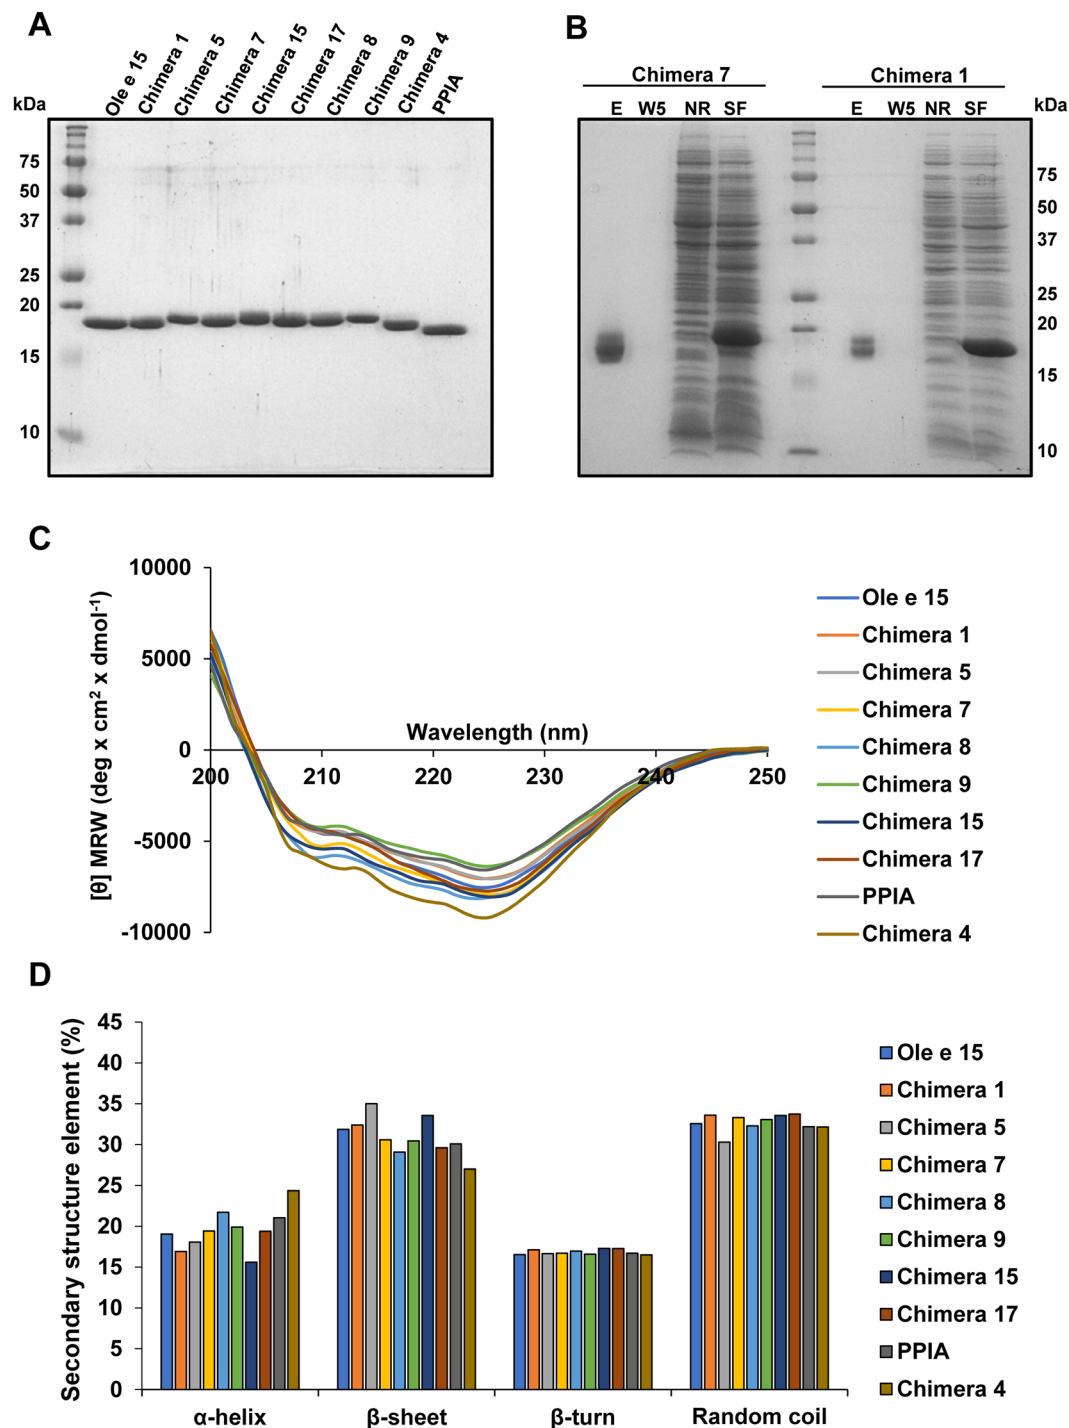 A
Ole e 15
Chimera 1
Chimera 5
Chimera 7
Chimera 15
Chimera 17
Chimera 8
Chimera 9
Chimera 4
PPIA
kDa
75
50
37
25
20
15
10
B
Chimera 7
Chimera 1
E W5 NR SF
E W5 NR SF
kDa
75
50
37
25
20
15
10
C
[θ] MRW (deg x cm² x dmol⁻¹)
10000
5000
0
-5000
-10000
Wavelength (nm)
200 210 220 230 240 250
Ole e 15
Chimera 1
Chimera 5
Chimera 7
Chimera 8
Chimera 9
Chimera 15
Chimera 17
PPIA
Chimera 4
D
Secondary structure element (%)
45
40
35
30
25
20
15
10
5
0
α-helix β-sheet β-turn Random coil
Ole e 15
Chimera 1
Chimera 5
Chimera 7
Chimera 8
Chimera 9
Chimera 15
Chimera 17
PPIA
Chimera 4